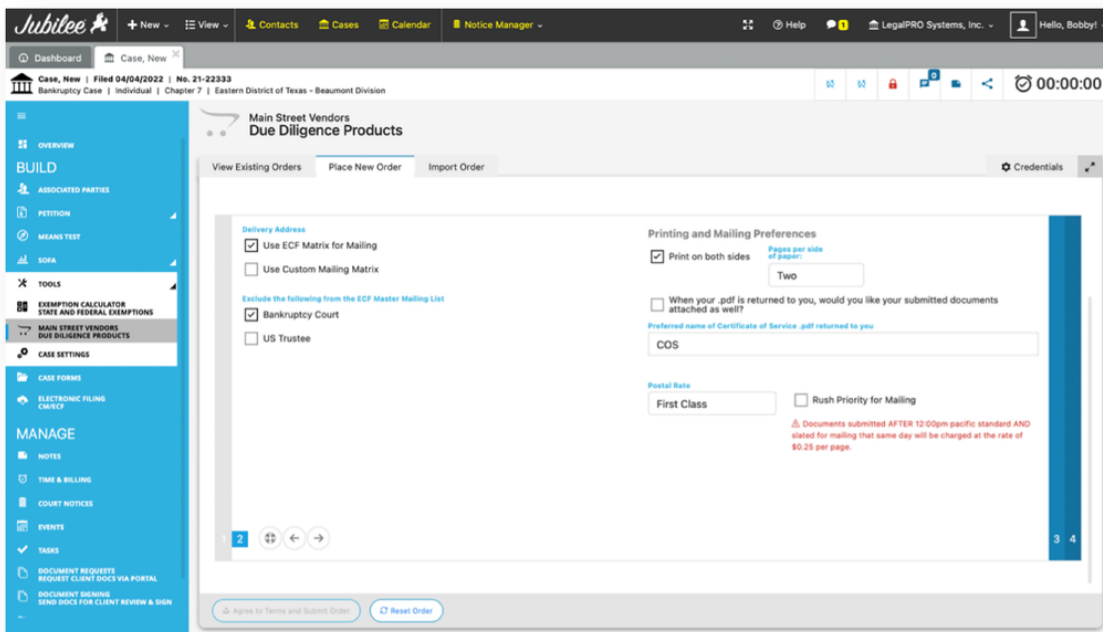 Jubilee
+ New
View
Contacts
Cases
Calendar
Notice Manager
Help
1
LegalPRO Systems, Inc.
Hello, Bobby!
Dashboard
Case, New
Case, New | Filed 04/04/2022 | No. 21-22333
Bankruptcy Case | Individual | Chapter 7 | Eastern District of Texas - Beaumont Division
0
00:00:00
OVERVIEW
BUILD
ASSOCIATED PARTIES
PETITION
MEANS TEST
SOFA
TOOLS
EXEMPTION CALCULATOR
STATE AND FEDERAL EXEMPTIONS
MAIN STREET VENDORS
DUE DILIGENCE PRODUCTS
CASE SETTINGS
CASE FORMS
ELECTRONIC FILING
CM/ECF
MANAGE
NOTES
TIME & BILLING
COURT NOTICES
EVENTS
TASKS
DOCUMENT REQUESTS
REQUEST CLIENT DOCS VIA PORTAL
DOCUMENT SIGNING
SEND DOCS FOR CLIENT REVIEW & SIGN
Main Street Vendors
Due Diligence Products
View Existing Orders
Place New Order
Import Order
Credentials
Delivery Address
Use ECF Matrix for Mailing
Use Custom Mailing Matrix
Exclude the following from the ECF Master Mailing List
Bankruptcy Court
US Trustee
Printing and Mailing Preferences
Print on both sides
Pages per side
of paper:
Two
When your .pdf is returned to you, would you like your submitted documents
attached as well?
Preferred name of Certificate of Service .pdf returned to you
COS
Postal Rate
First Class
Rush Priority for Mailing
Documents submitted AFTER 12:00pm pacific standard AND
slated for mailing that same day will be charged at the rate of
$0.26 per page.
1
2
3
4
Agree to Terms and Submit Order
Reset Order